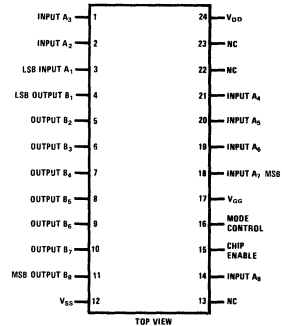 INPUT A3 1 24 VDD
INPUT A2 2 23 NC
LSB INPUT A1 3 22 NC
LSB OUTPUT B1 4 21 INPUT A4
OUTPUT B2 5 20 INPUT A5
OUTPUT B3 6 19 INPUT A6
OUTPUT B4 7 18 INPUT A7 MSB
OUTPUT B5 8 17 VGG
OUTPUT B6 9 16 MODE CONTROL
OUTPUT B7 10 15 CHIP ENABLE
MSB OUTPUT B8 11 14 INPUT A8
VSS 12 13 NC
TOP VIEW